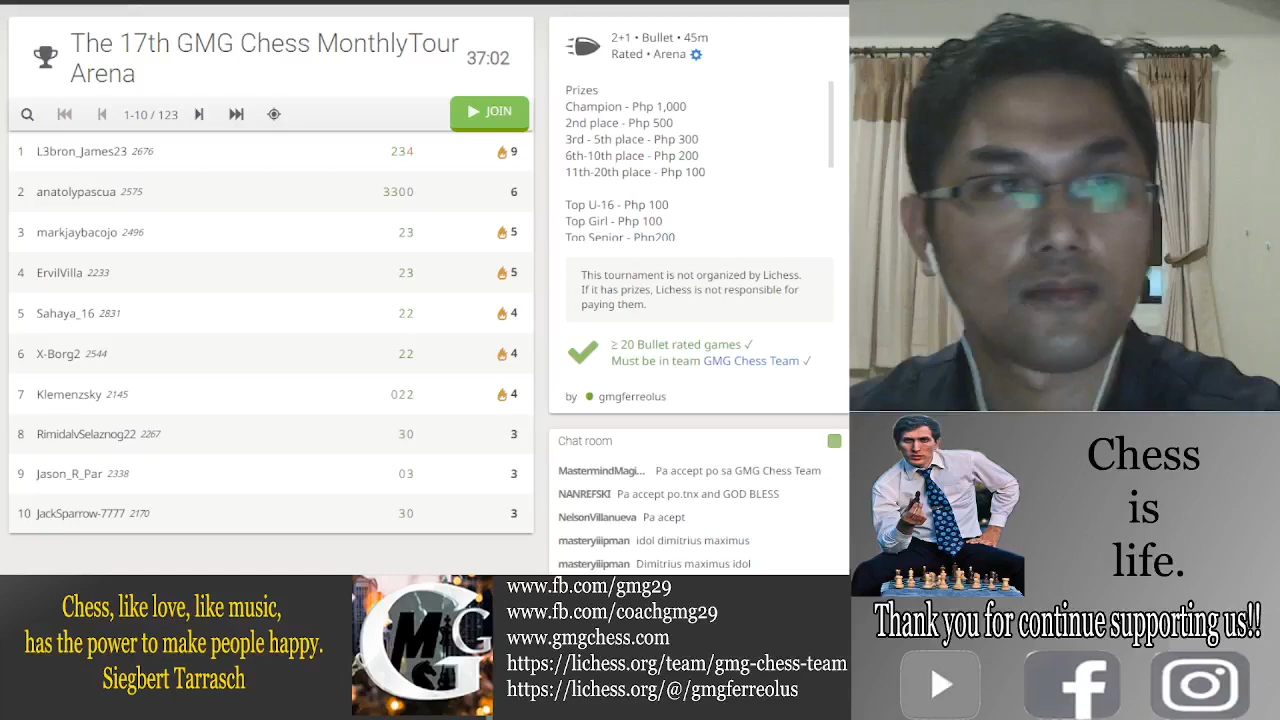 The 17th GMG Chess MonthlyTour
Arena
37:02
1-10 / 123
JOIN
1 L3bron_James23 2676 234 9
2 anatolypascua 2575 3300 6
3 markjaybacojo 2496 23 5
4 ErvilVilla 2233 23 5
5 Sahaya_16 2831 22 4
6 X-Borg2 2544 22 4
7 Klemenzsky 2145 022 4
8 RimidalvSelaznog22 2267 30 3
9 Jason_R_Par 2338 03 3
10 JackSparrow-7777 2170 30 3
2+1 • Bullet • 45m
Rated • Arena
Prizes
Champion - Php 1,000
2nd place - Php 500
3rd - 5th place - Php 300
6th-10th place - Php 200
11th-20th place - Php 100
Top U-16 - Php 100
Top Girl - Php 100
Top Senior - Php200
This tournament is not organized by Lichess.
If it has prizes, Lichess is not responsible for
paying them.
≥ 20 Bullet rated games ✓
Must be in team GMG Chess Team ✓
by gmgferreolus
Chat room
MastermindMagi... Pa accept po sa GMG Chess Team
NANREFSKI Pa accept po.tnx and GOD BLESS
NelsonVillanueva Pa acept
masteryiiipman idol dimitrius maximus
masteryiiipman Dimitrius maximus idol
Chess, like love, like music,
has the power to make people happy.
Siegbert Tarrasch
GMG
www.fb.com/gmg29
www.fb.com/coachgmg29
www.gmgchess.com
https://lichess.org/team/gmg-chess-team
https://lichess.org/@/gmgferreolus
Chess
is
life.
Thank you for continue supporting us!!